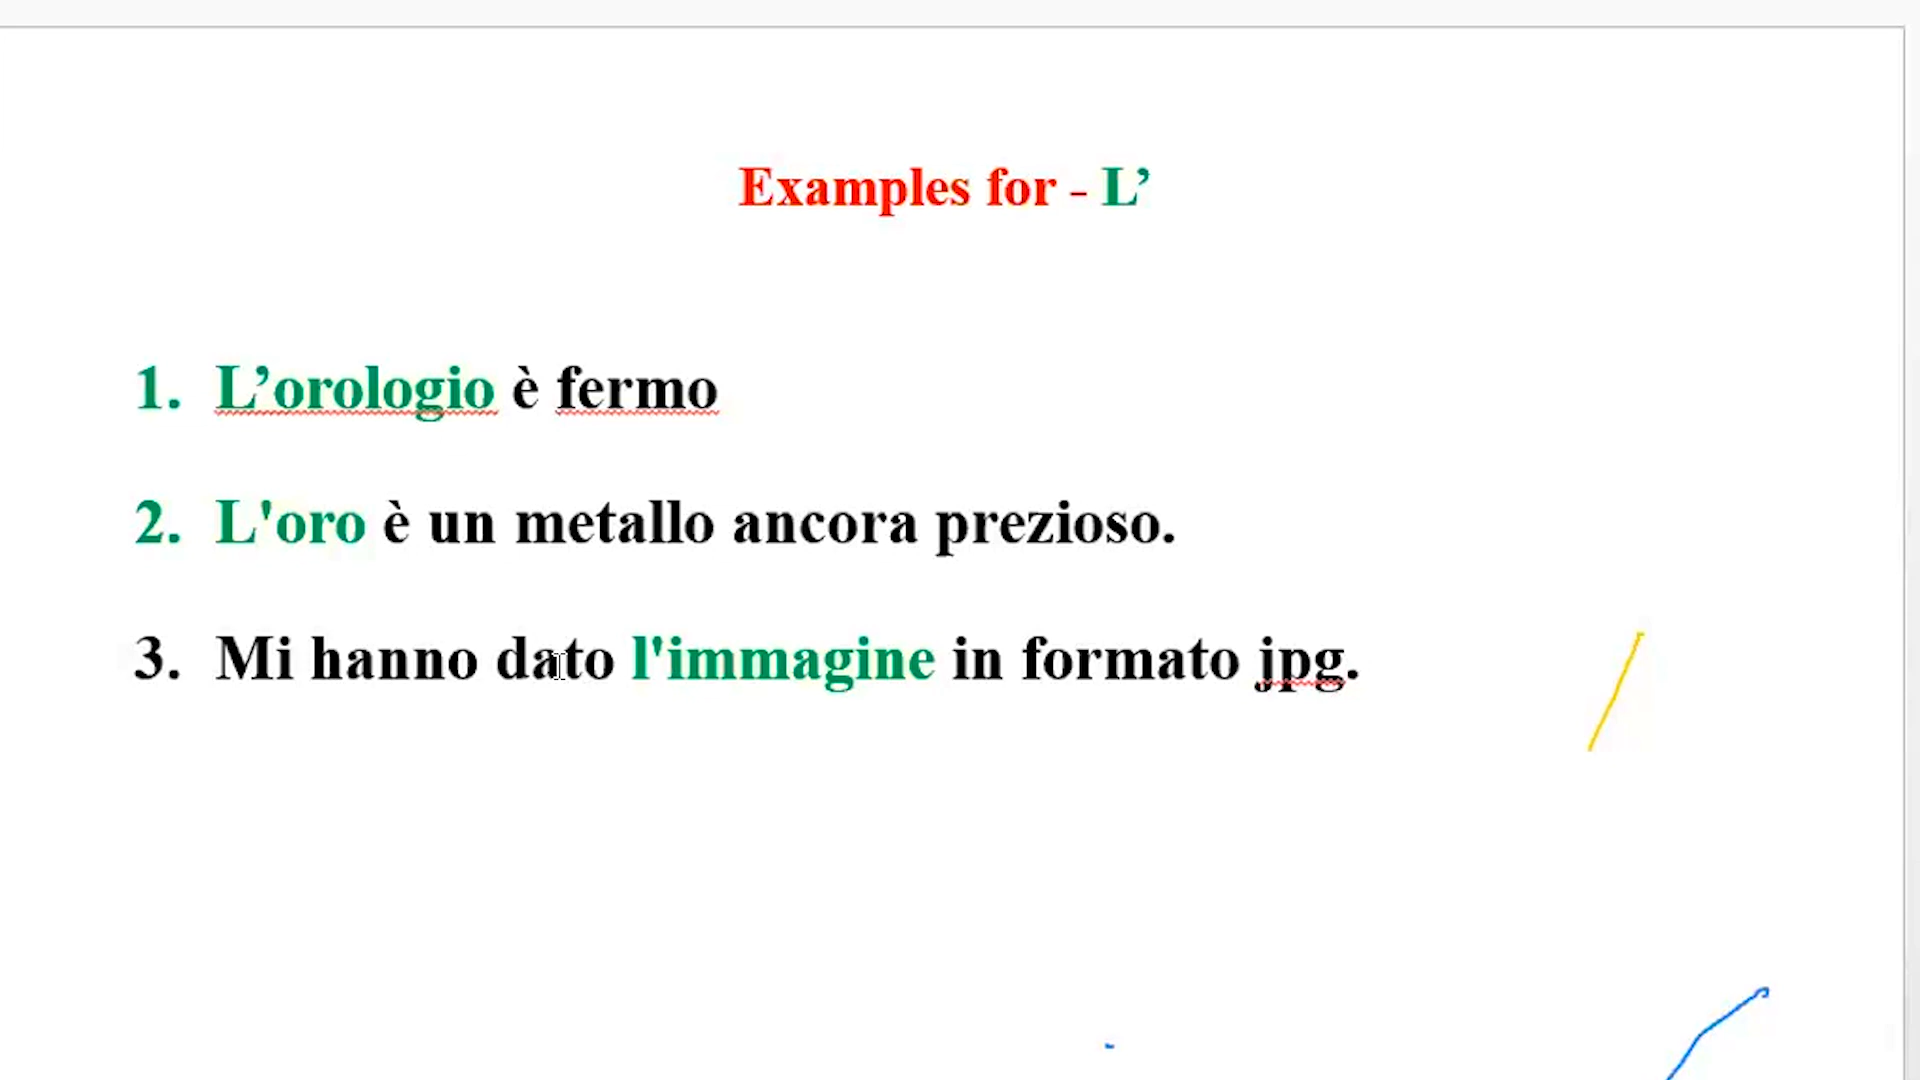 Examples for - L’
1. L’orologio è fermo
2. L'oro è un metallo ancora prezioso.
3. Mi hanno dato l'immagine in formato jpg.